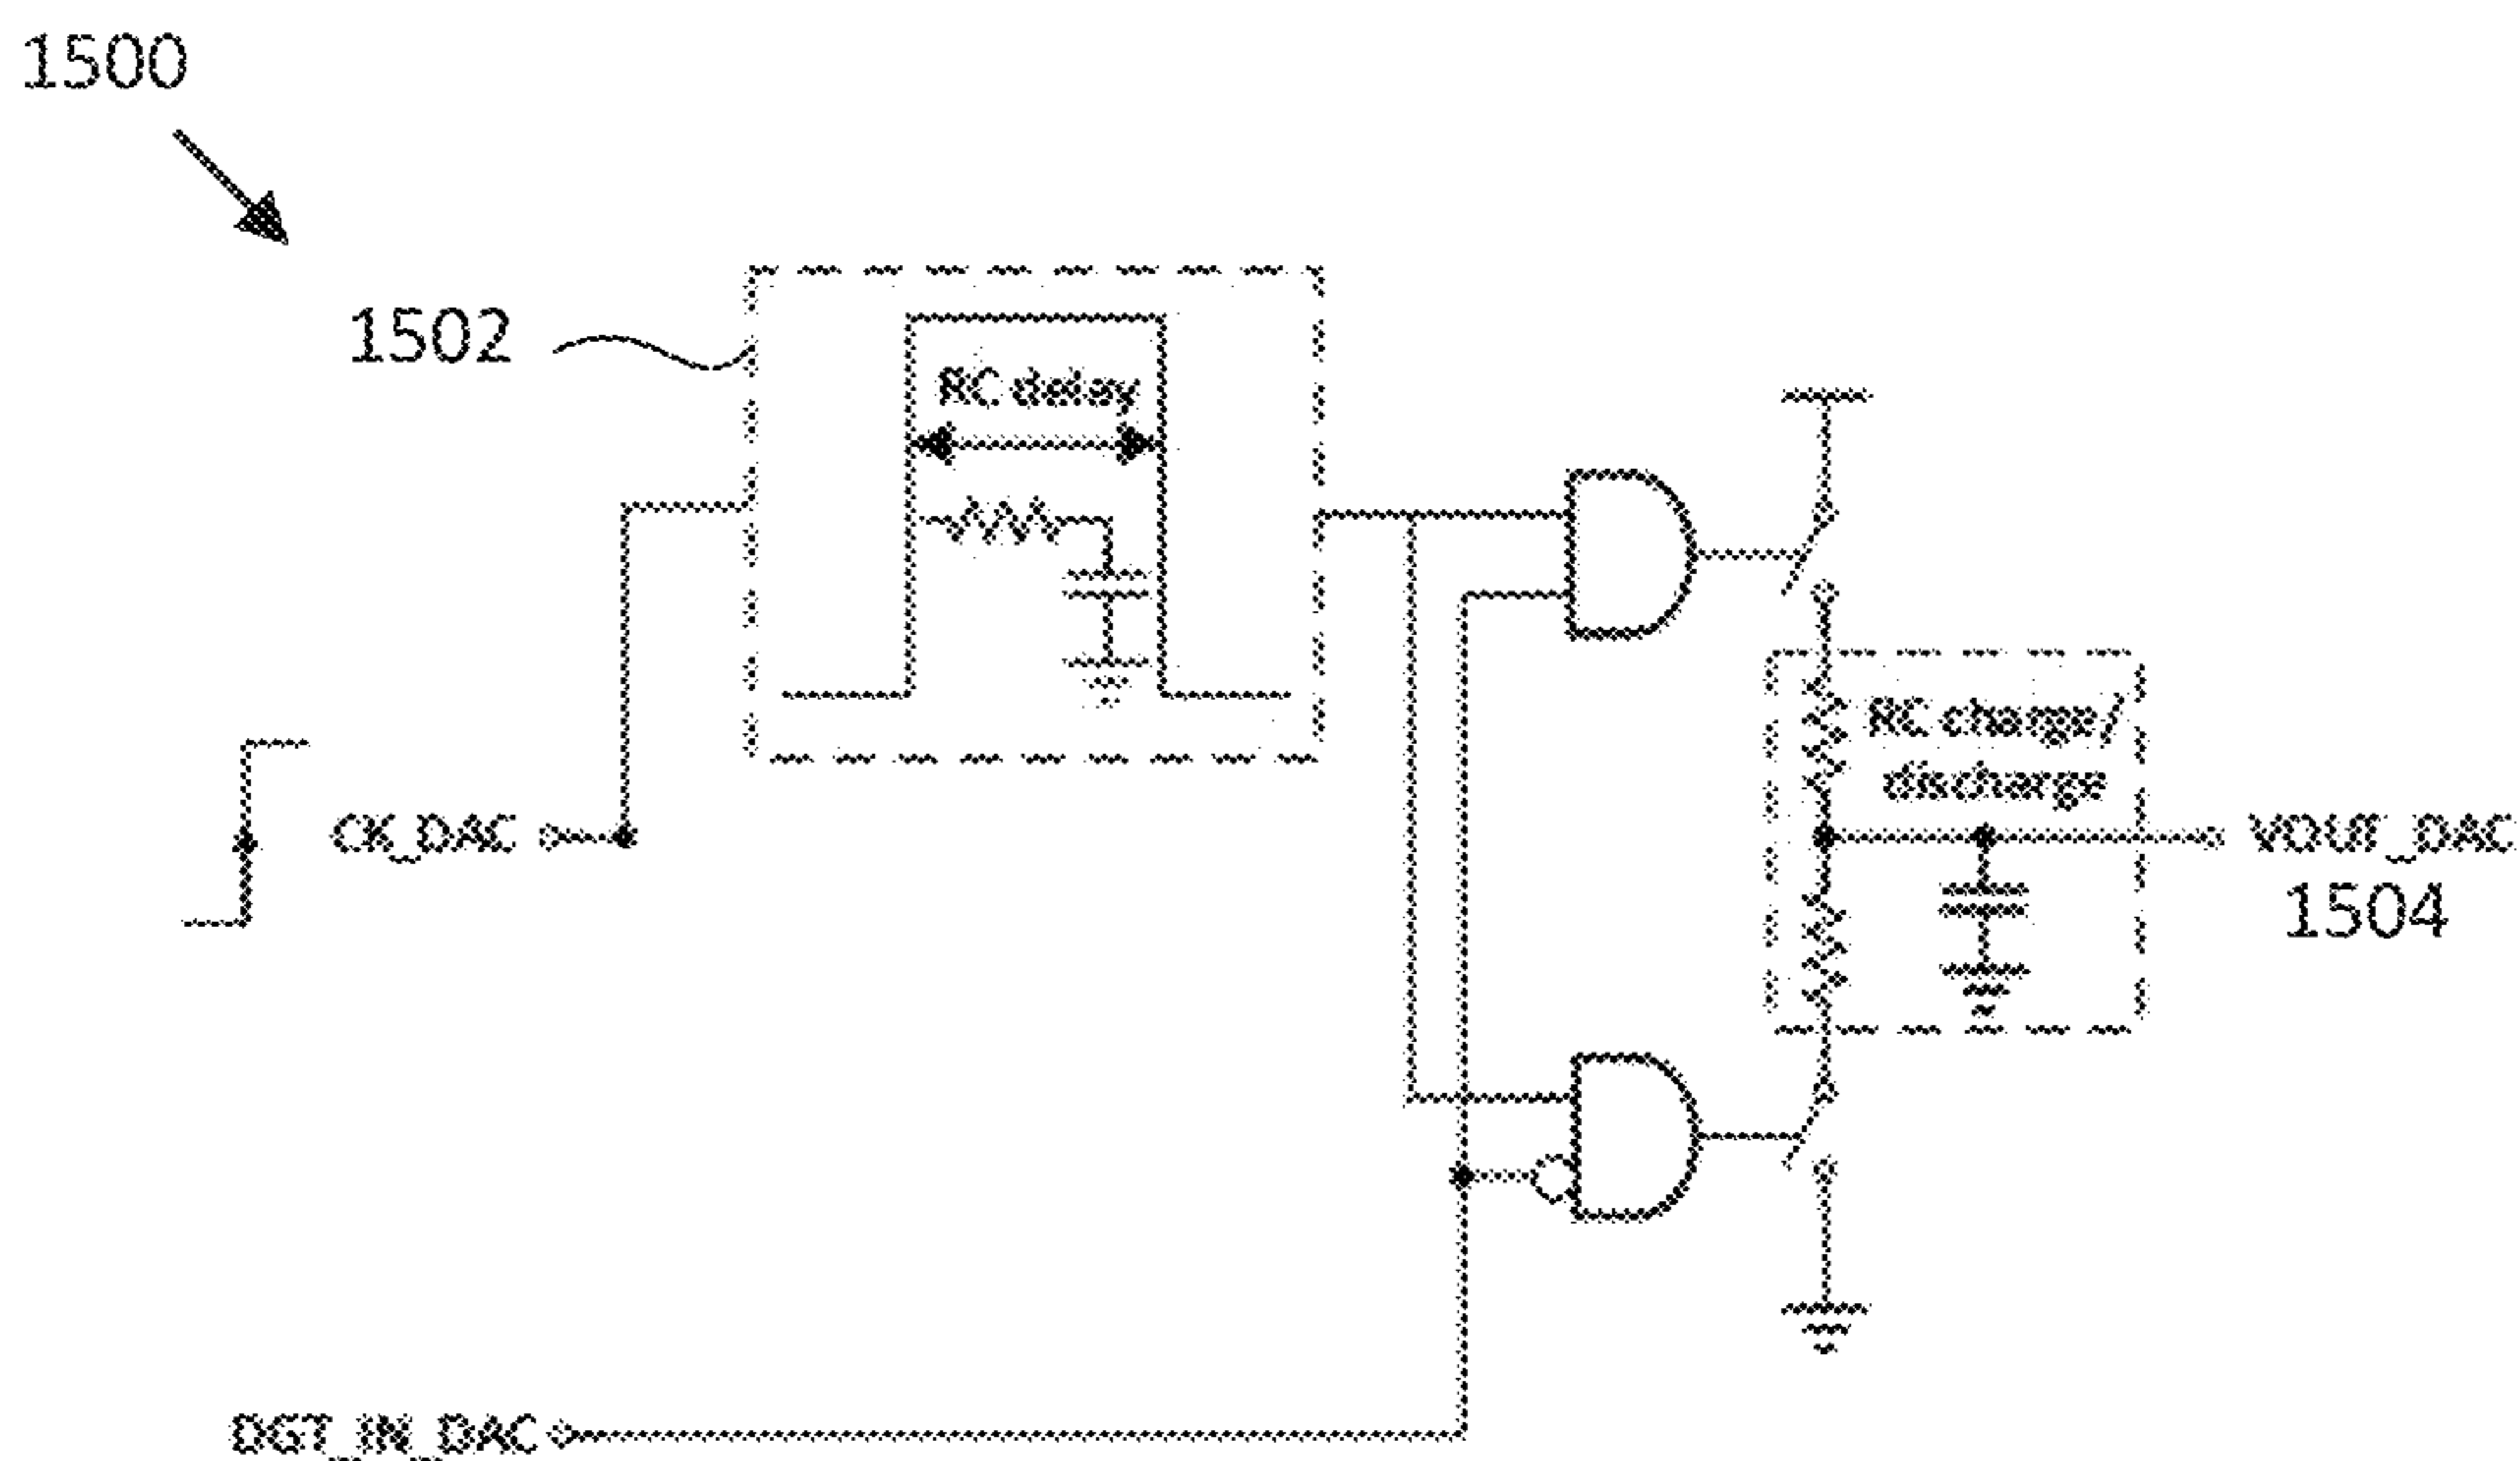 1500
1502
RC delay
RC charge/
discharge
CK_DAC
VOUT_DAC
1504
DGT_IN_DAC